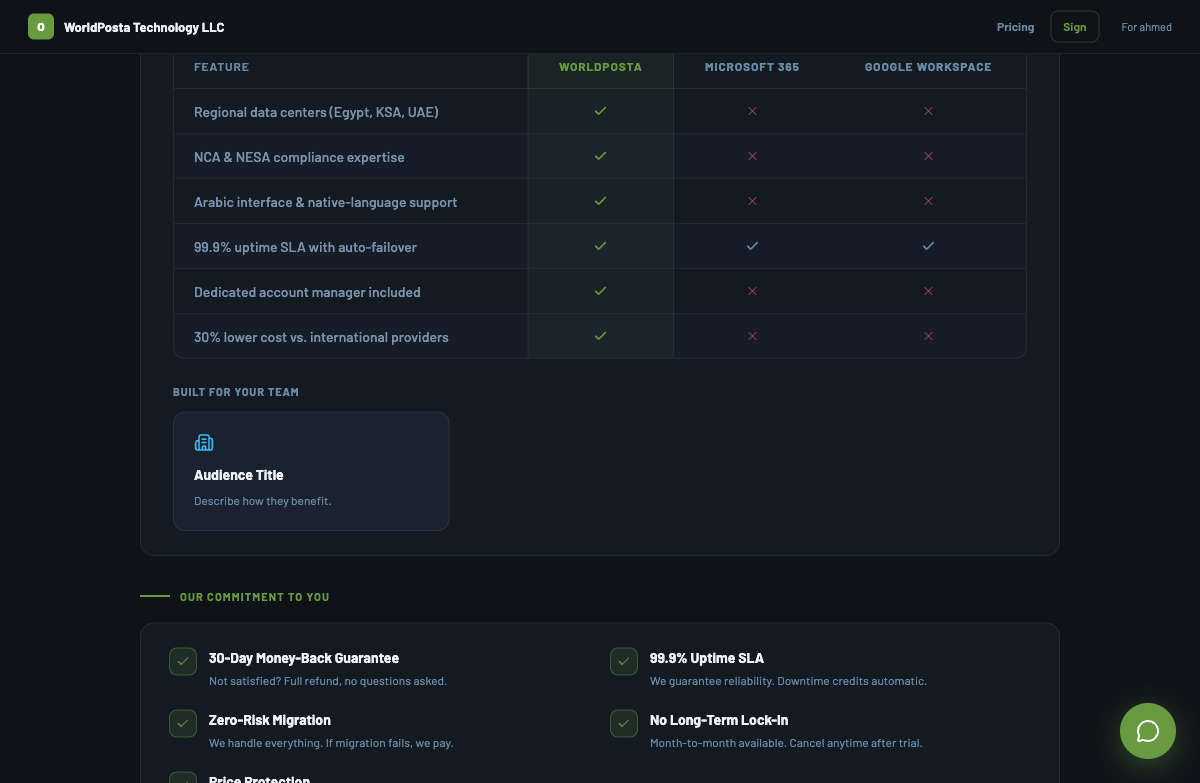 O WorldPosta Technology LLC Pricing Sign For ahmed
FEATURE WORLDPOSTA MICROSOFT 365 GOOGLE WORKSPACE
Regional data centers (Egypt, KSA, UAE)
NCA & NESA compliance expertise
Arabic interface & native-language support
99.9% uptime SLA with auto-failover
Dedicated account manager included
30% lower cost vs. international providers
BUILT FOR YOUR TEAM
Audience Title
Describe how they benefit.
OUR COMMITMENT TO YOU
30-Day Money-Back Guarantee
Not satisfied? Full refund, no questions asked.
99.9% Uptime SLA
We guarantee reliability. Downtime credits automatic.
Zero-Risk Migration
We handle everything. If migration fails, we pay.
No Long-Term Lock-In
Month-to-month available. Cancel anytime after trial.
Price Protection